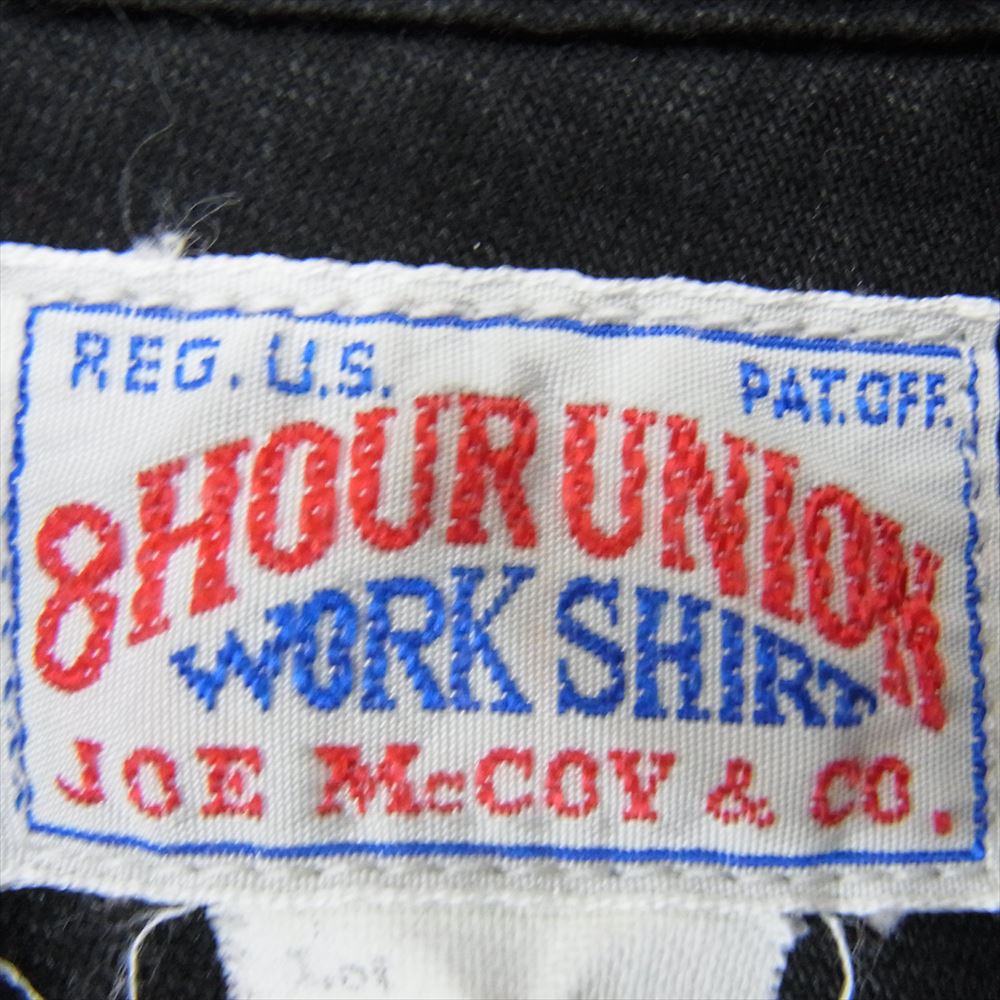 REG. U.S. PAT. OFF.
8 HOUR UNION
WORK SHIRT
JOE McCOY & CO.